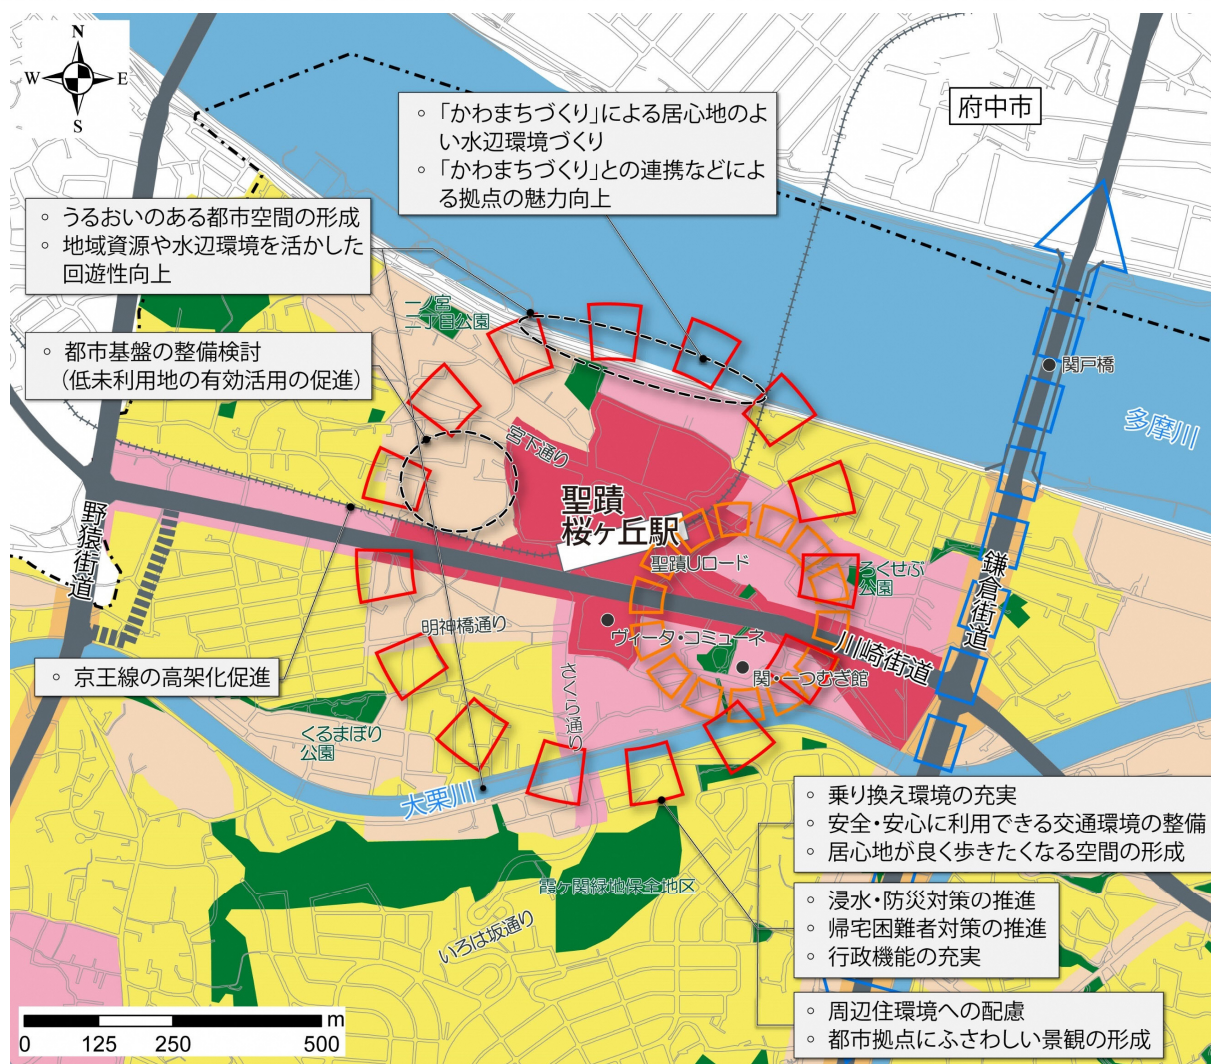 N
W
E
S
府中市
◦ 「かわまちづくり」による居心地のよ
い水辺環境づくり
◦ 「かわまちづくり」との連携などによ
る拠点の魅力向上
◦ うるおいのある都市空間の形成
◦ 地域資源や水辺環境を活かした
回遊性向上
一ノ宮
二丁目公園
◦ 都市基盤の整備検討
(低未利用地の有効活用の促進)
関戸橋
多摩川
宮下通り
聖蹟
桜ヶ丘駅
野猿街道
聖蹟Uロード
鎌倉街道
ろくせぶ
公園
明神橋通り
ヴィータ・コミューネ
川崎街道
◦ 京王線の高架化促進
さくら通り
関・一つむぎ館
くるまぼり
公園
大栗川
◦ 乗り換え環境の充実
◦ 安全・安心に利用できる交通環境の整備
◦ 居心地が良く歩きたくなる空間の形成
霞ヶ関緑地保全地区
◦ 浸水・防災対策の推進
◦ 帰宅困難者対策の推進
◦ 行政機能の充実
いろは坂通り
◦ 周辺住環境への配慮
◦ 都市拠点にふさわしい景観の形成
m
0 125 250 500